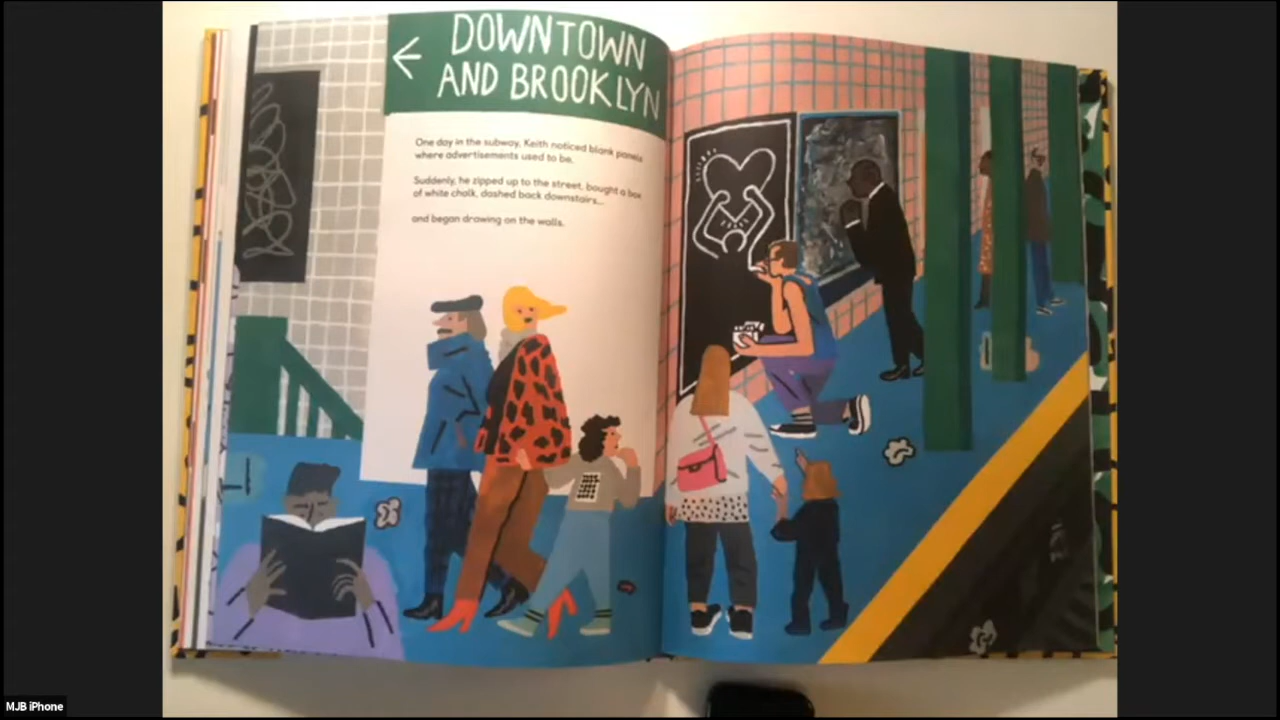 DOWNTOWN
AND BROOKLYN
One day in the subway, Keith noticed blank panels
where advertisements used to be.
Suddenly, he zipped up to the street, bought a box
of white chalk, dashed back downstairs,...
and began drawing on the walls.
MJB iPhone